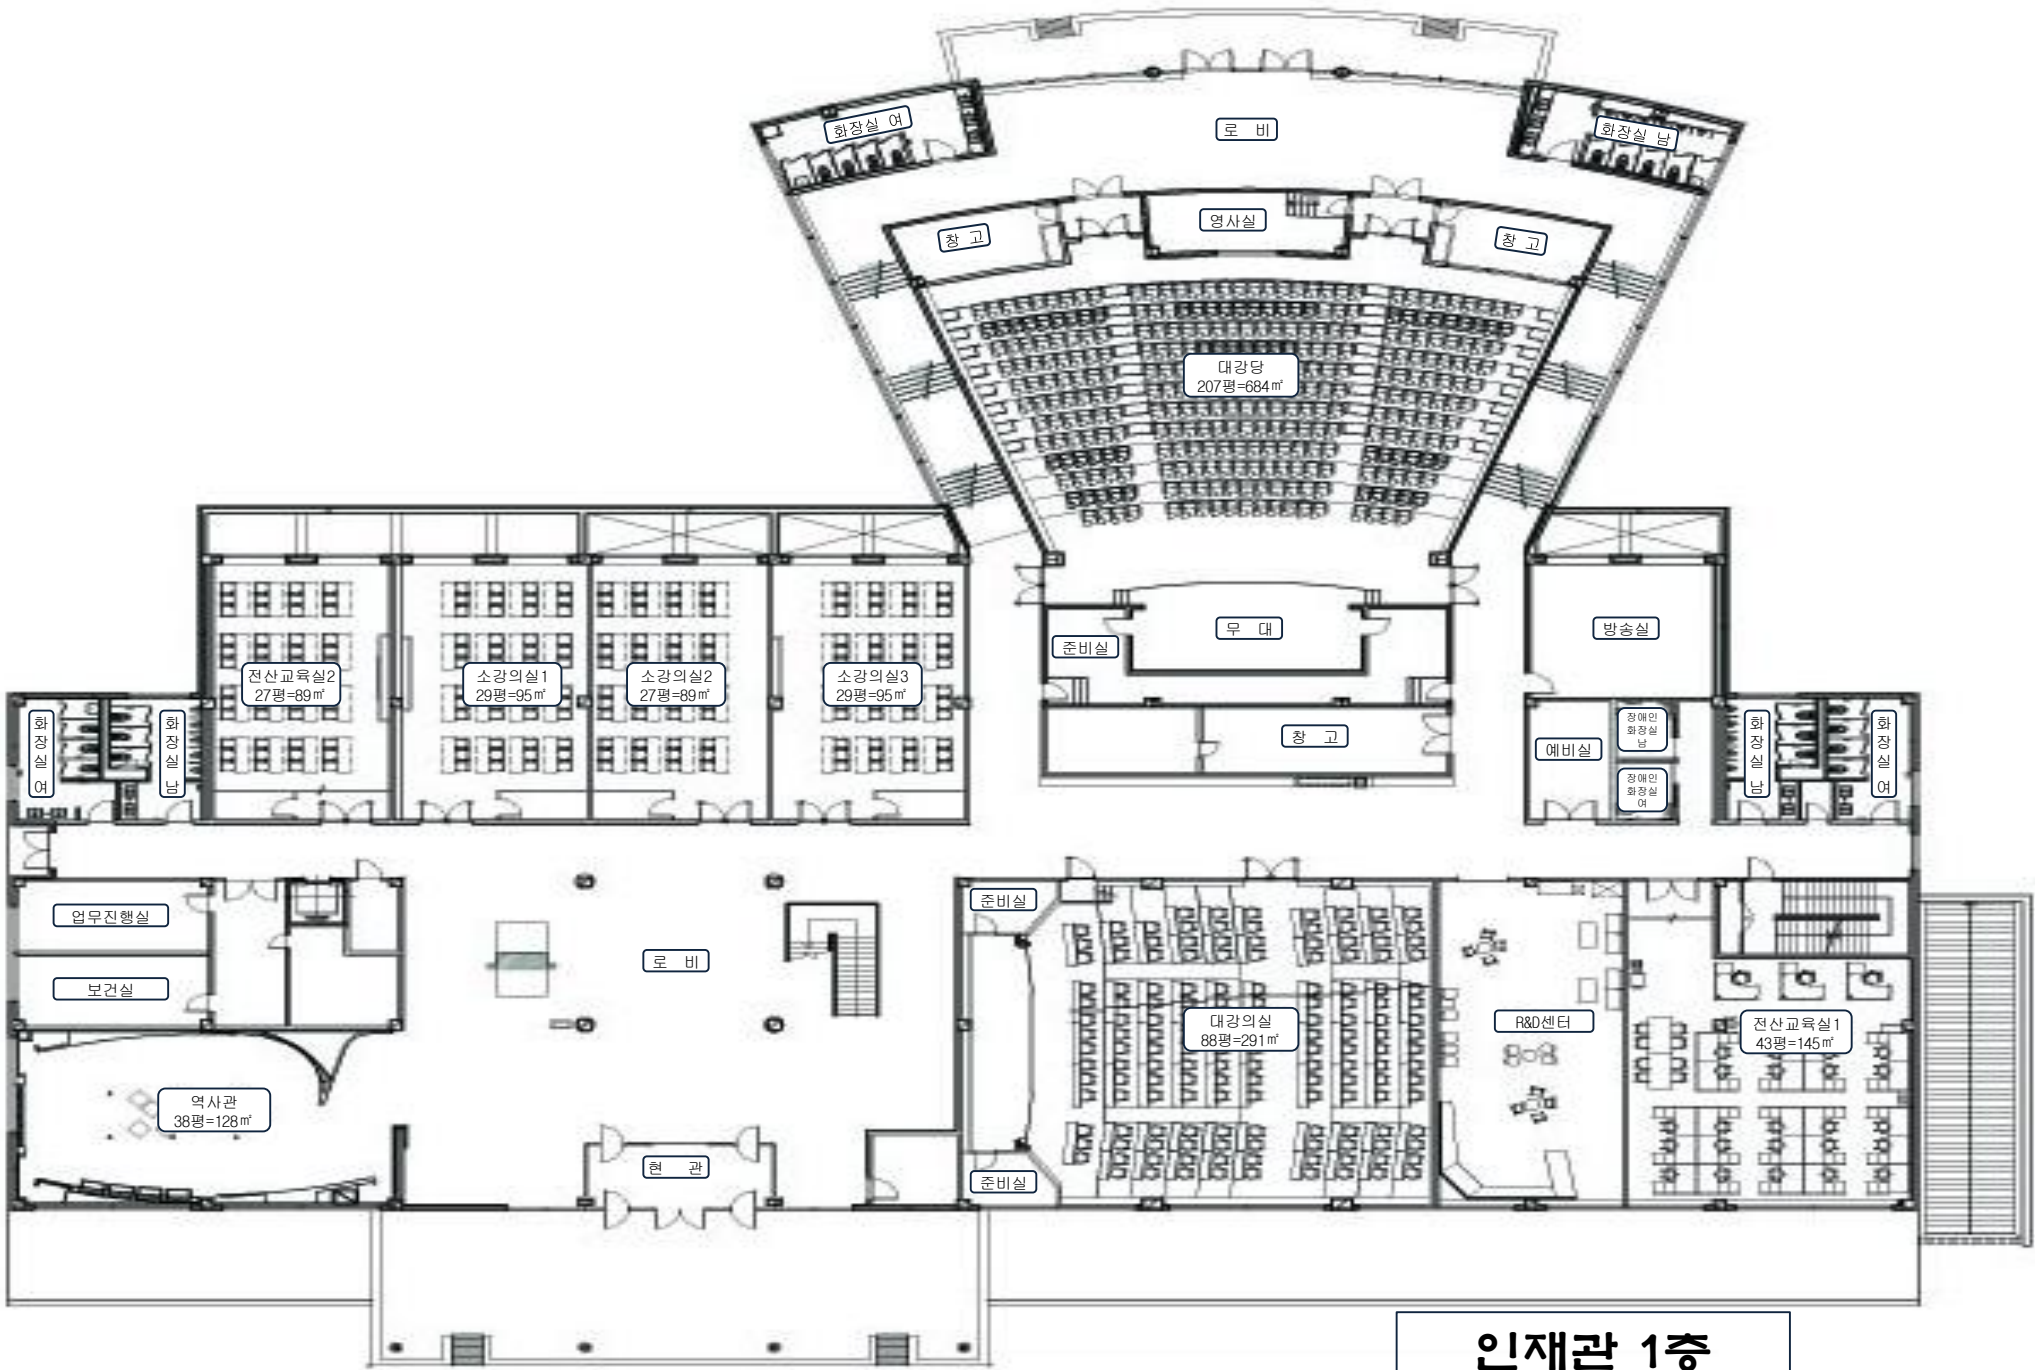 화장실 여
로 비
화장실 남
창 고
영사실
창 고
대강당
207평=684㎡
준비실
무 대
방송실
전산교육실2
27평=89㎡
소강의실1
29평=95㎡
소강의실2
27평=89㎡
소강의실3
29평=95㎡
화장실 여
화장실 남
창 고
예비실
장애인
화장실
남
장애인
화장실
여
화장실 남
화장실 여
업무진행실
보건실
로 비
준비실
대강의실
88평=291㎡
R&D센터
전산교육실1
43평=145㎡
역사관
38평=128㎡
현 관
준비실
인재관 1층